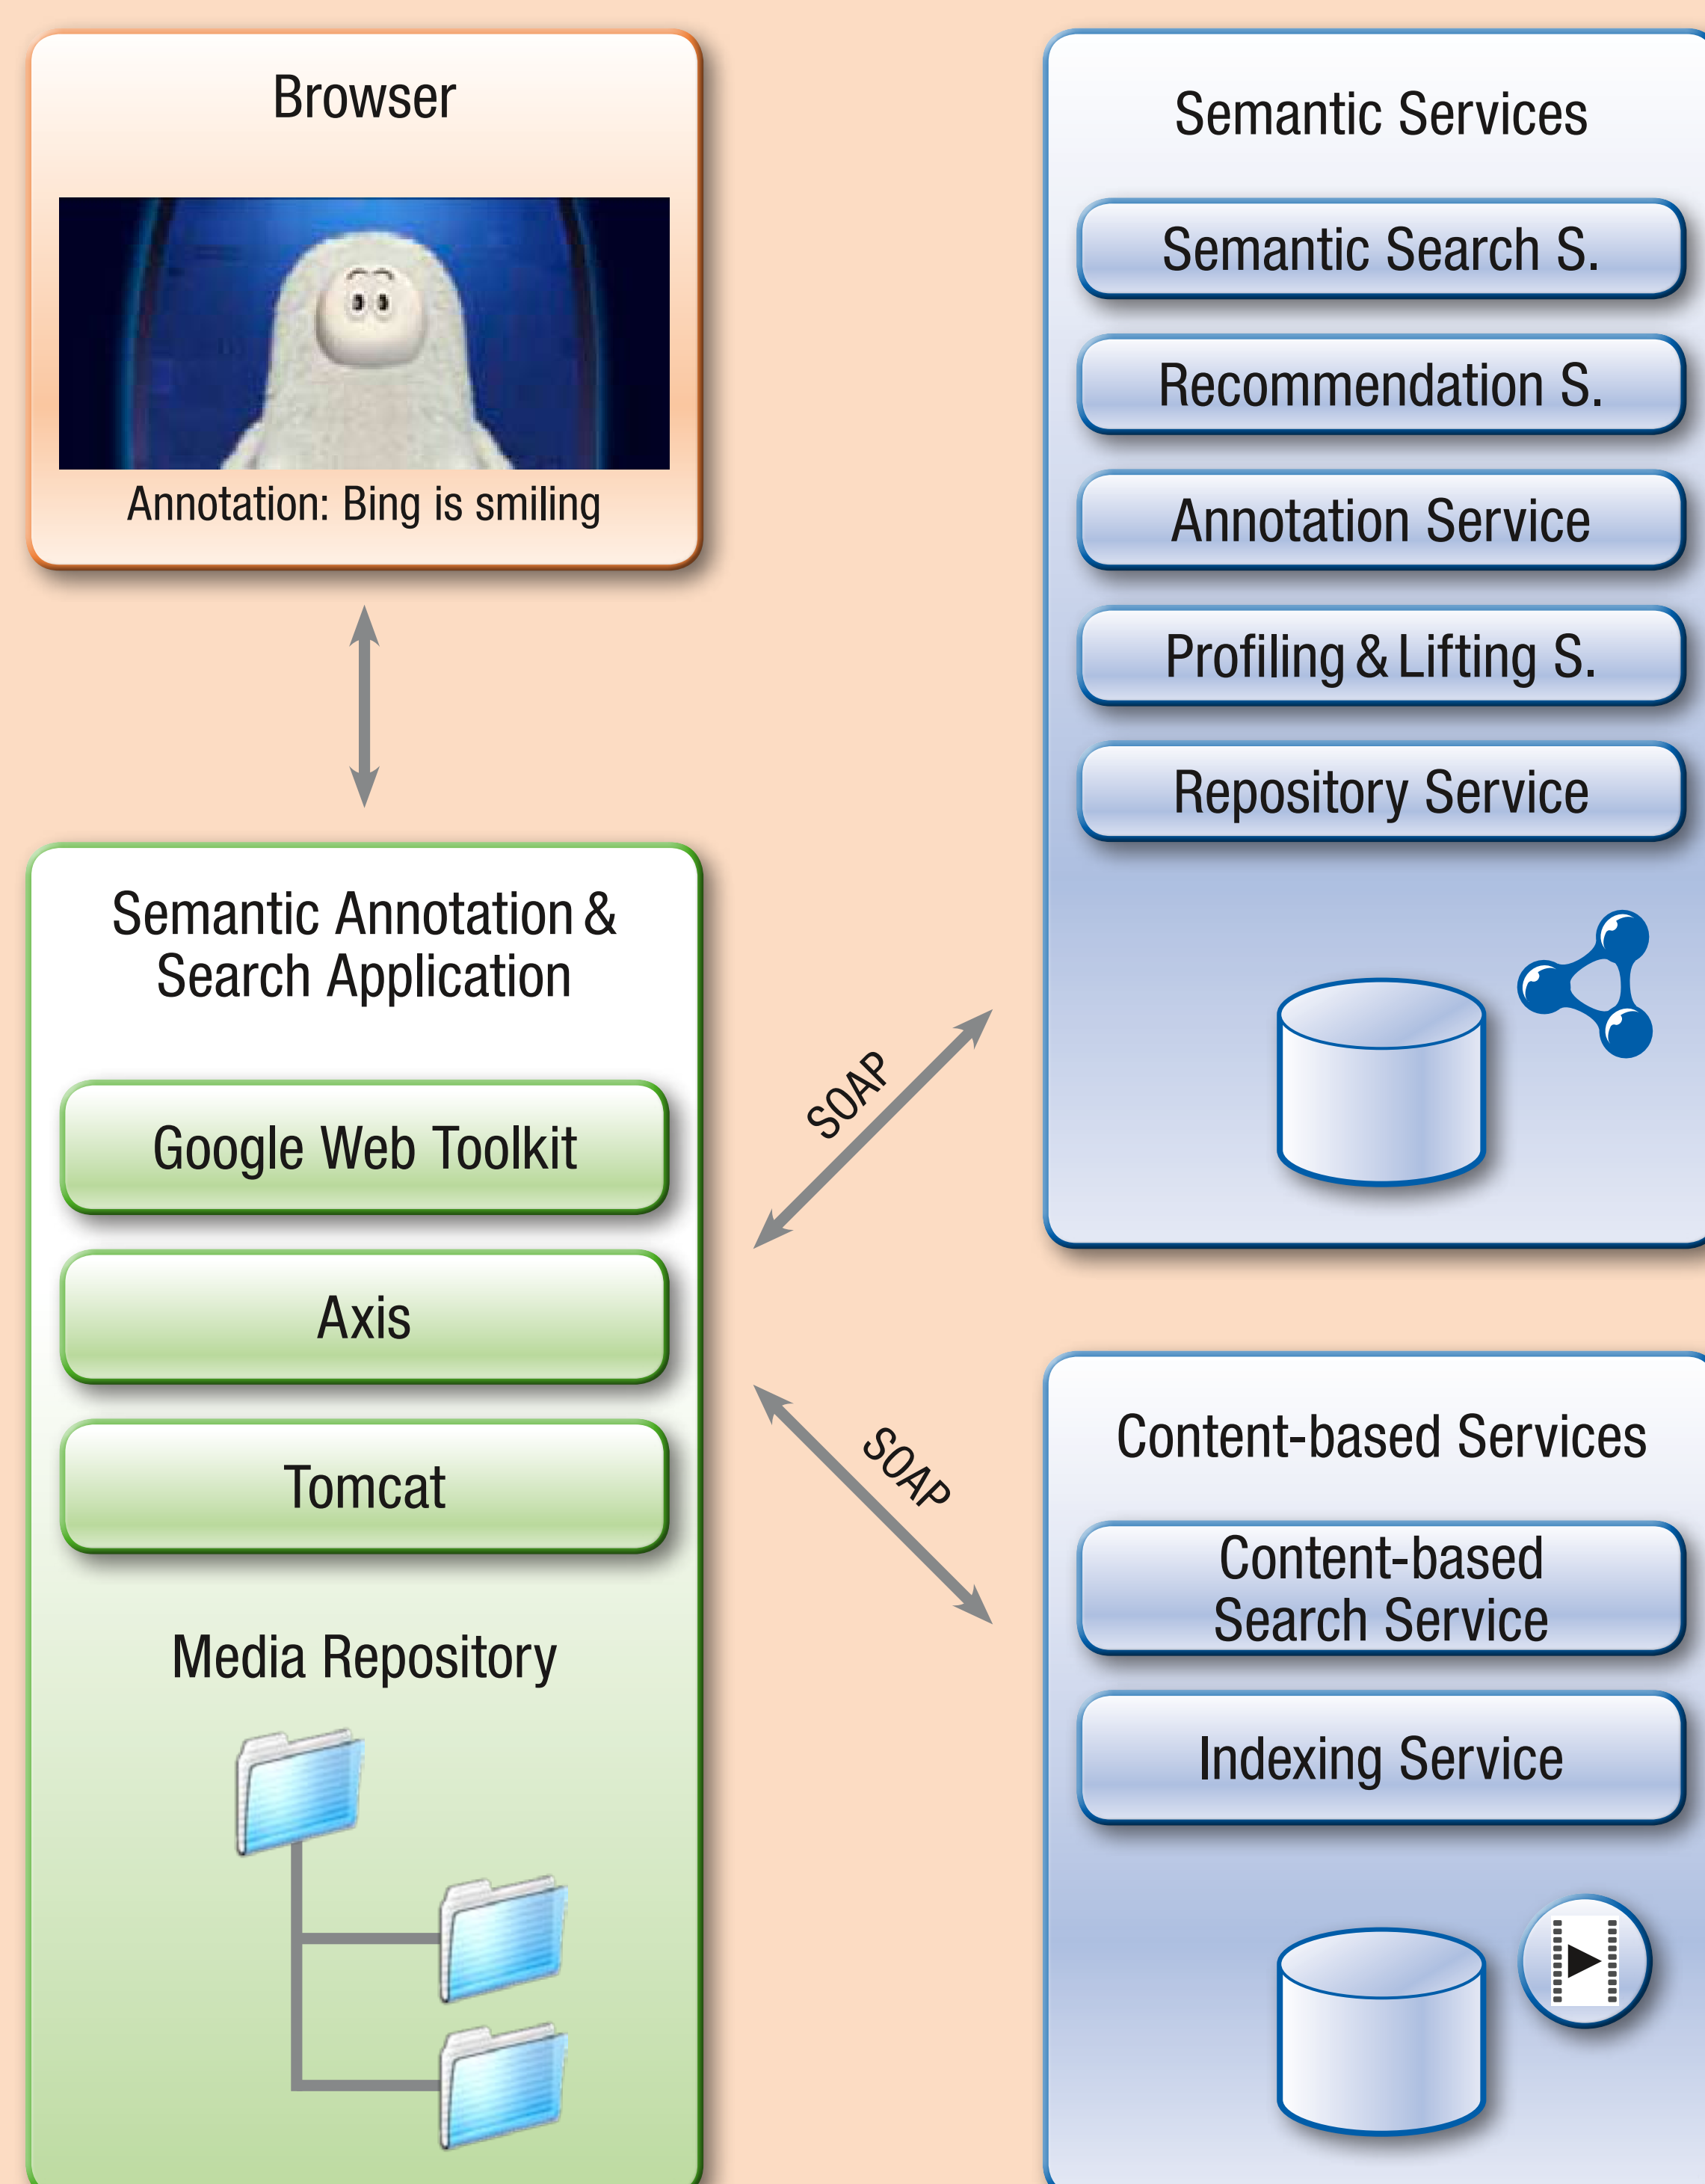 Browser
Annotation: Bing is smiling
Semantic Annotation &
Search Application
Google Web Toolkit
Axis
Tomcat
Media Repository
SOAP
SOAP
Semantic Services
Semantic Search S.
Recommendation S.
Annotation Service
Profiling & Lifting S.
Repository Service
Content-based Services
Content-based
Search Service
Indexing Service